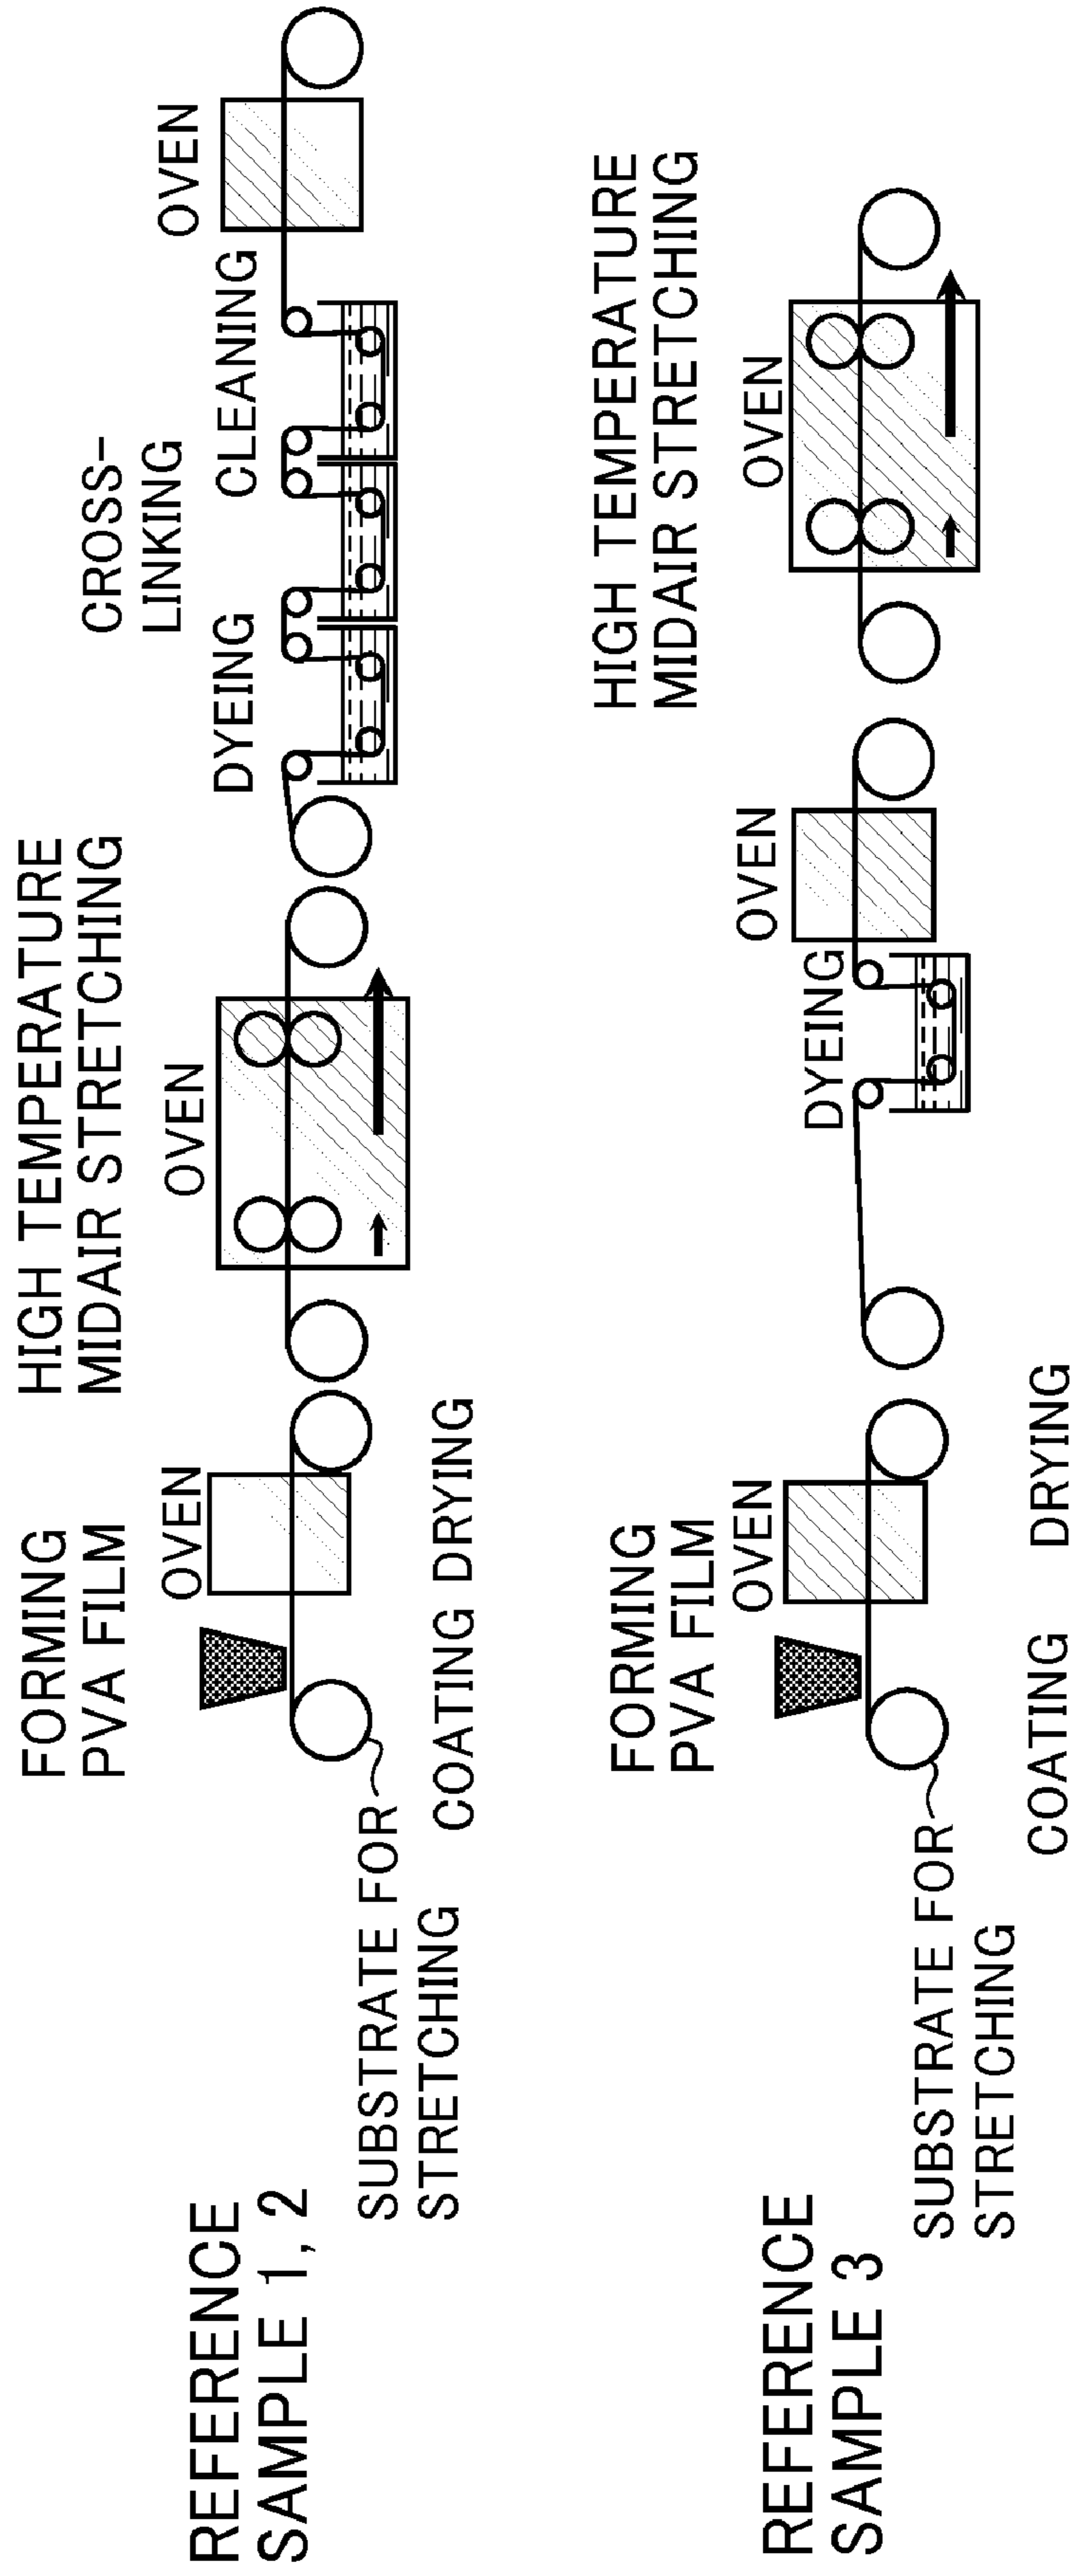 REFERENCE
SAMPLE 1, 2
FORMING
PVA FILM
OVEN
SUBSTRATE FOR
STRETCHING
COATING DRYING
HIGH TEMPERATURE
MIDAIR STRETCHING
OVEN
DYEING
CROSS-
LINKING
CLEANING
OVEN
REFERENCE
SAMPLE 3
FORMING
PVA FILM
OVEN
SUBSTRATE FOR
STRETCHING
COATING DRYING
DYEING
OVEN
HIGH TEMPERATURE
MIDAIR STRETCHING
OVEN